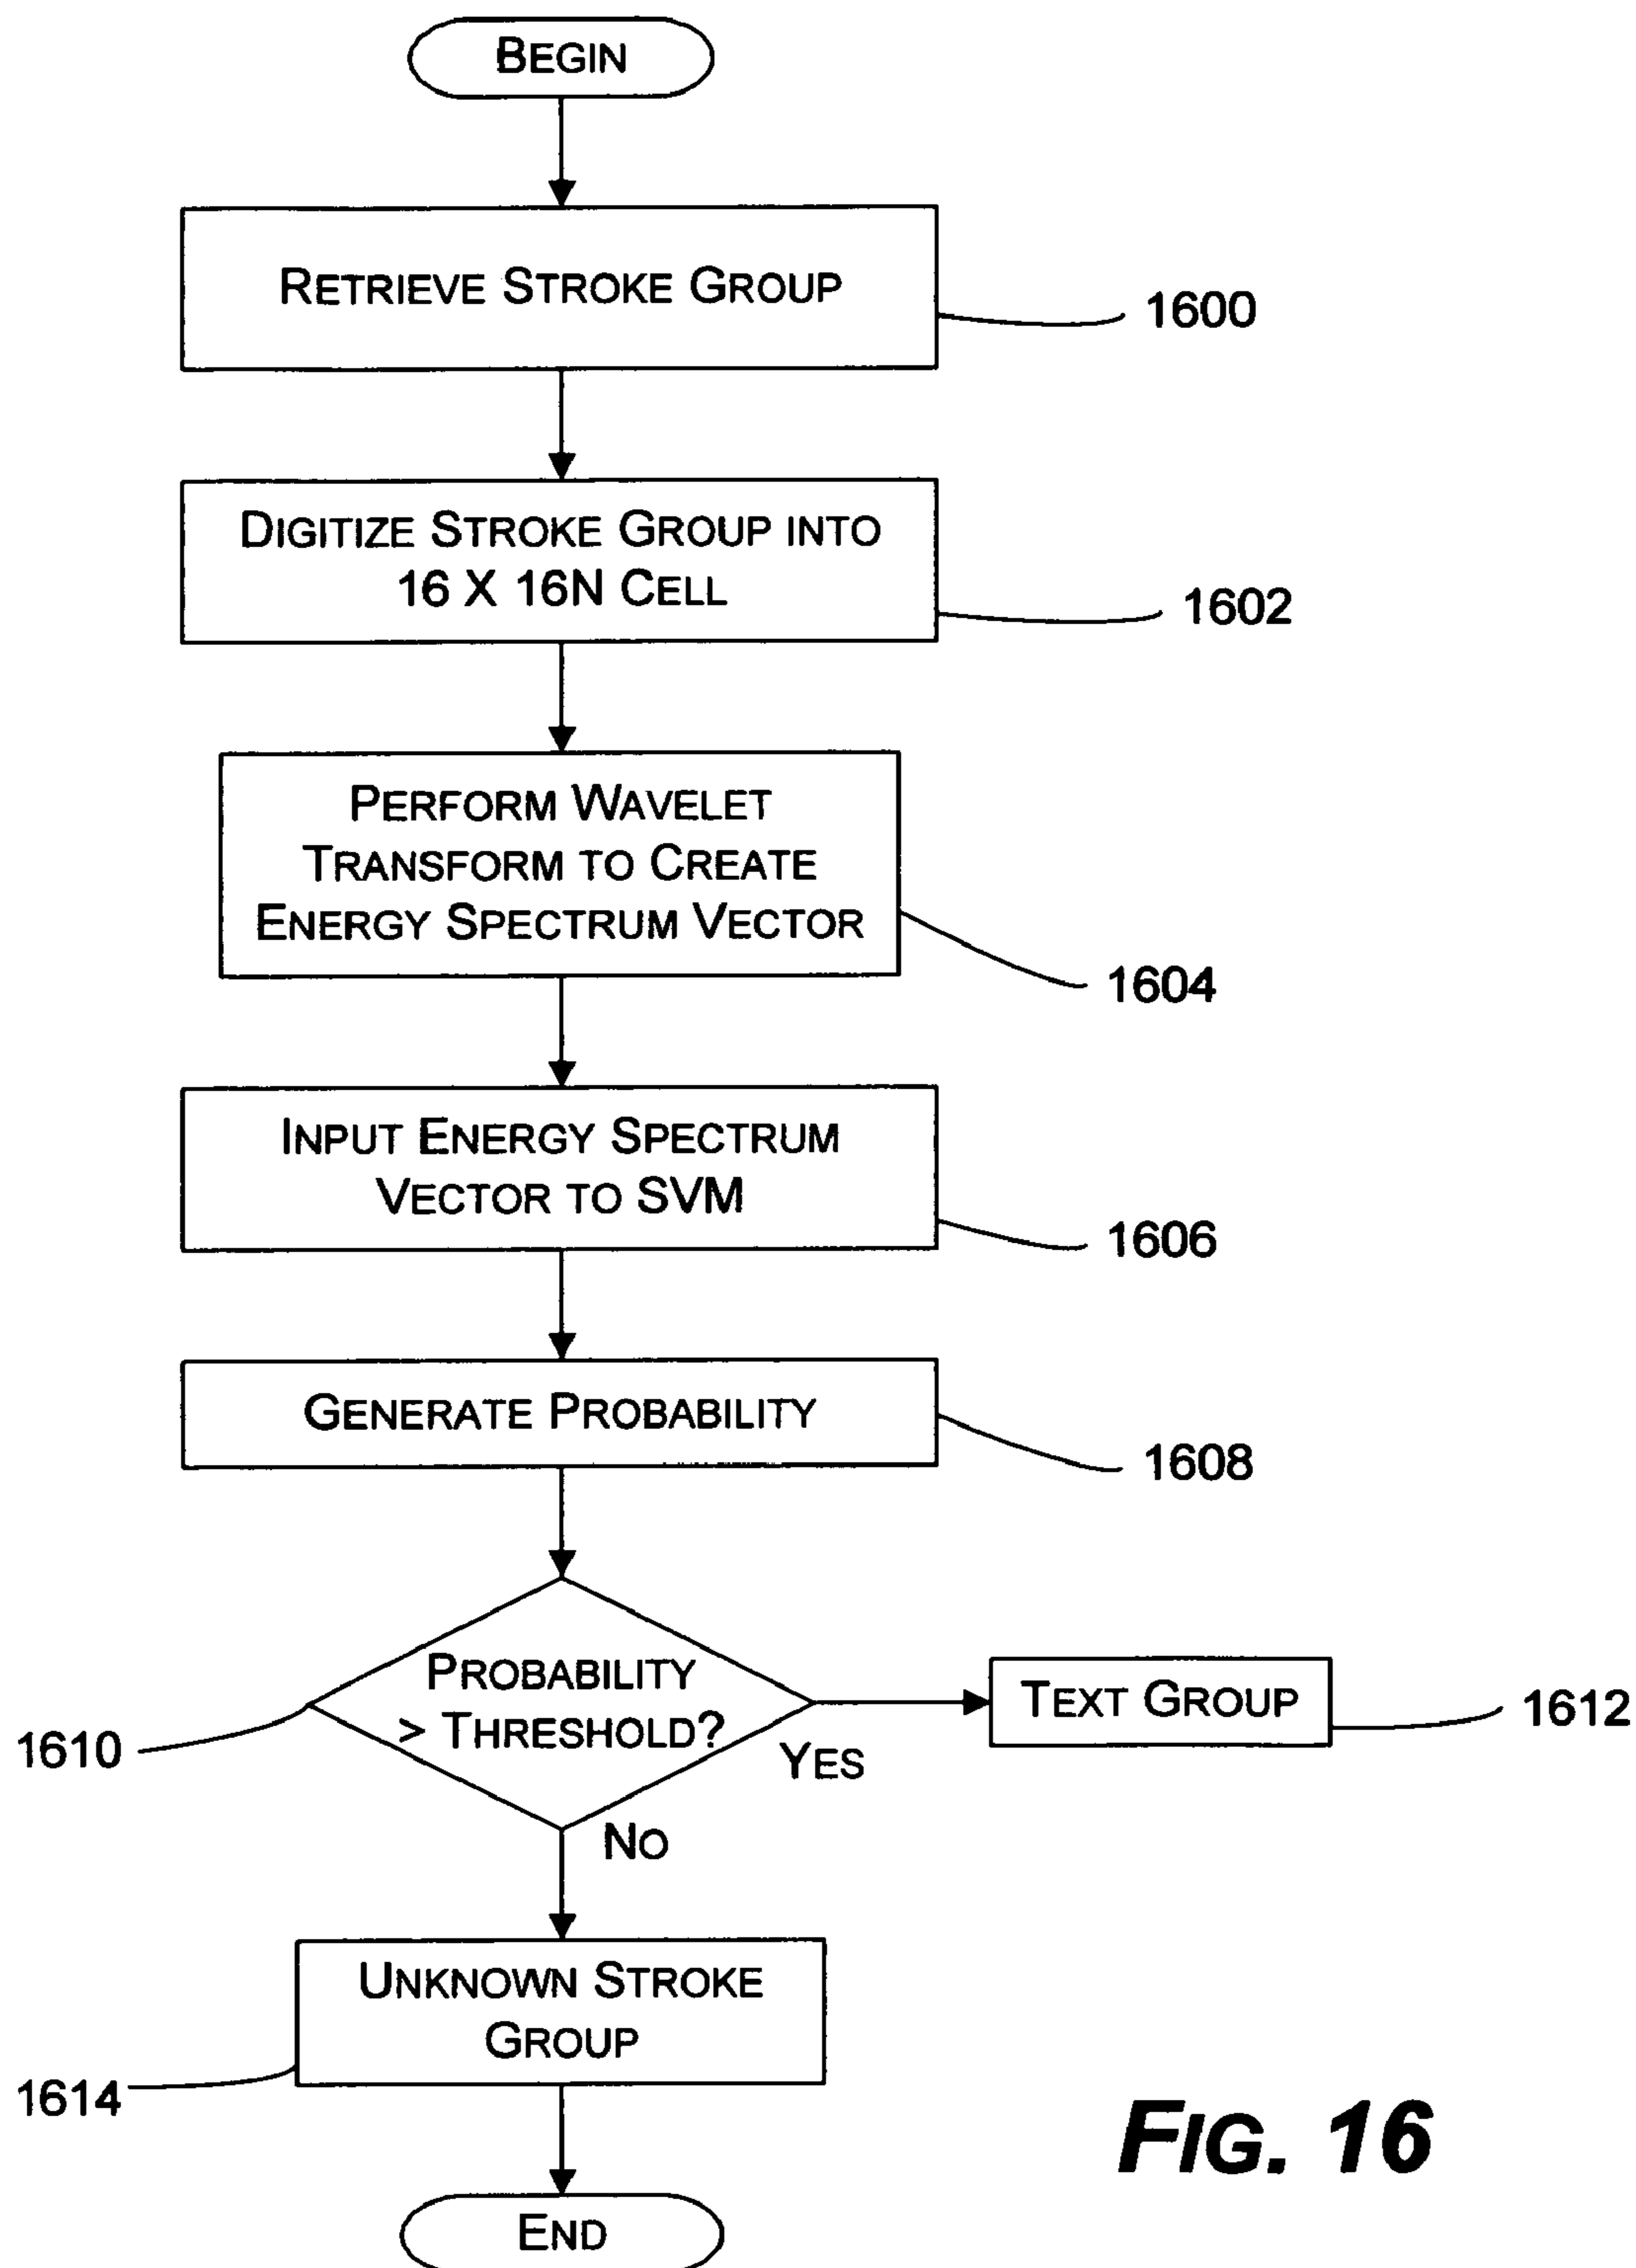 BEGIN
RETRIEVE STROKE GROUP
1600
DIGITIZE STROKE GROUP INTO
16 X 16N CELL
1602
PERFORM WAVELET
TRANSFORM TO CREATE
ENERGY SPECTRUM VECTOR
1604
INPUT ENERGY SPECTRUM
VECTOR TO SVM
1606
GENERATE PROBABILITY
1608
PROBABILITY
> THRESHOLD?
1610
YES
TEXT GROUP
1612
NO
UNKNOWN STROKE
GROUP
1614
END
FIG. 16